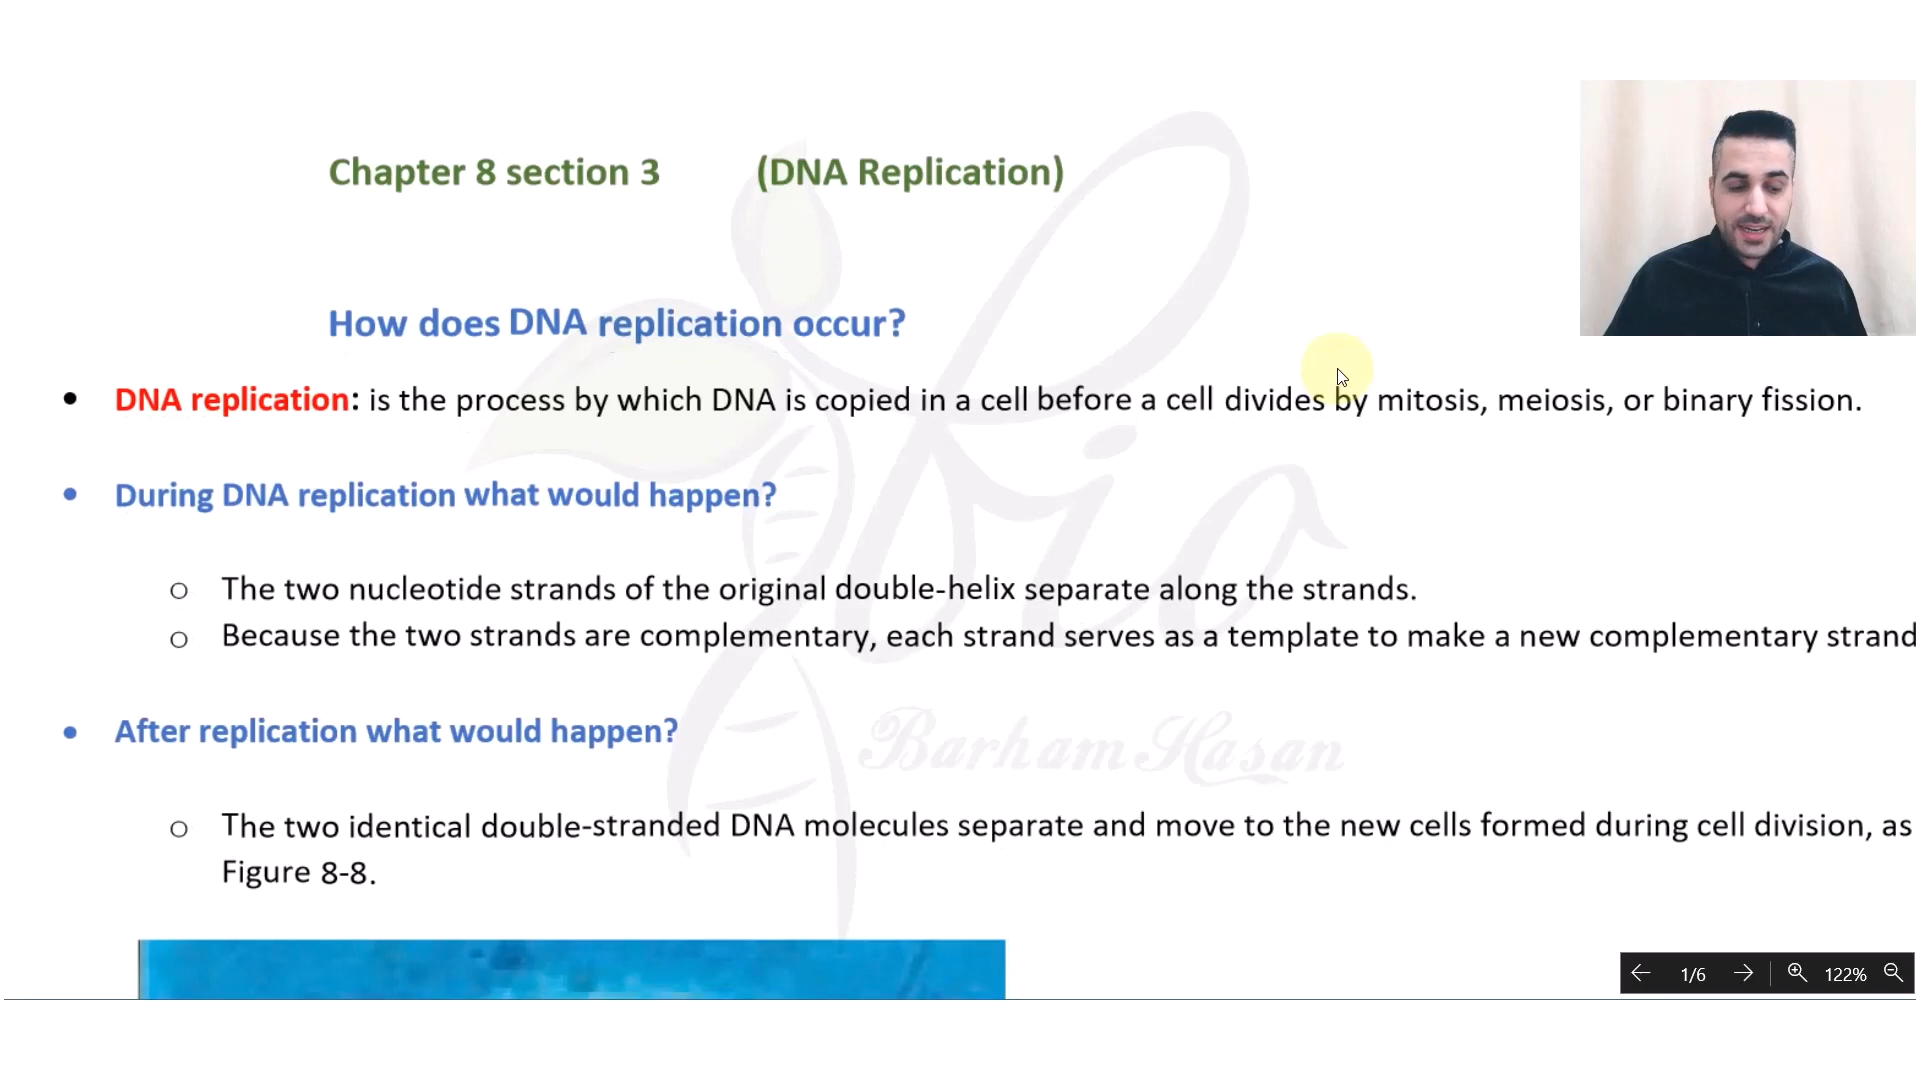 Chapter 8 section 3 (DNA Replication)
How does DNA replication occur?
• DNA replication: is the process by which DNA is copied in a cell before a cell divides by mitosis, meiosis, or binary fission.
• During DNA replication what would happen?
o The two nucleotide strands of the original double-helix separate along the strands.
o Because the two strands are complementary, each strand serves as a template to make a new complementary strand
• After replication what would happen?
bio
Barham Hasan
o The two identical double-stranded DNA molecules separate and move to the new cells formed during cell division, as
Figure 8-8.
1/6 122%